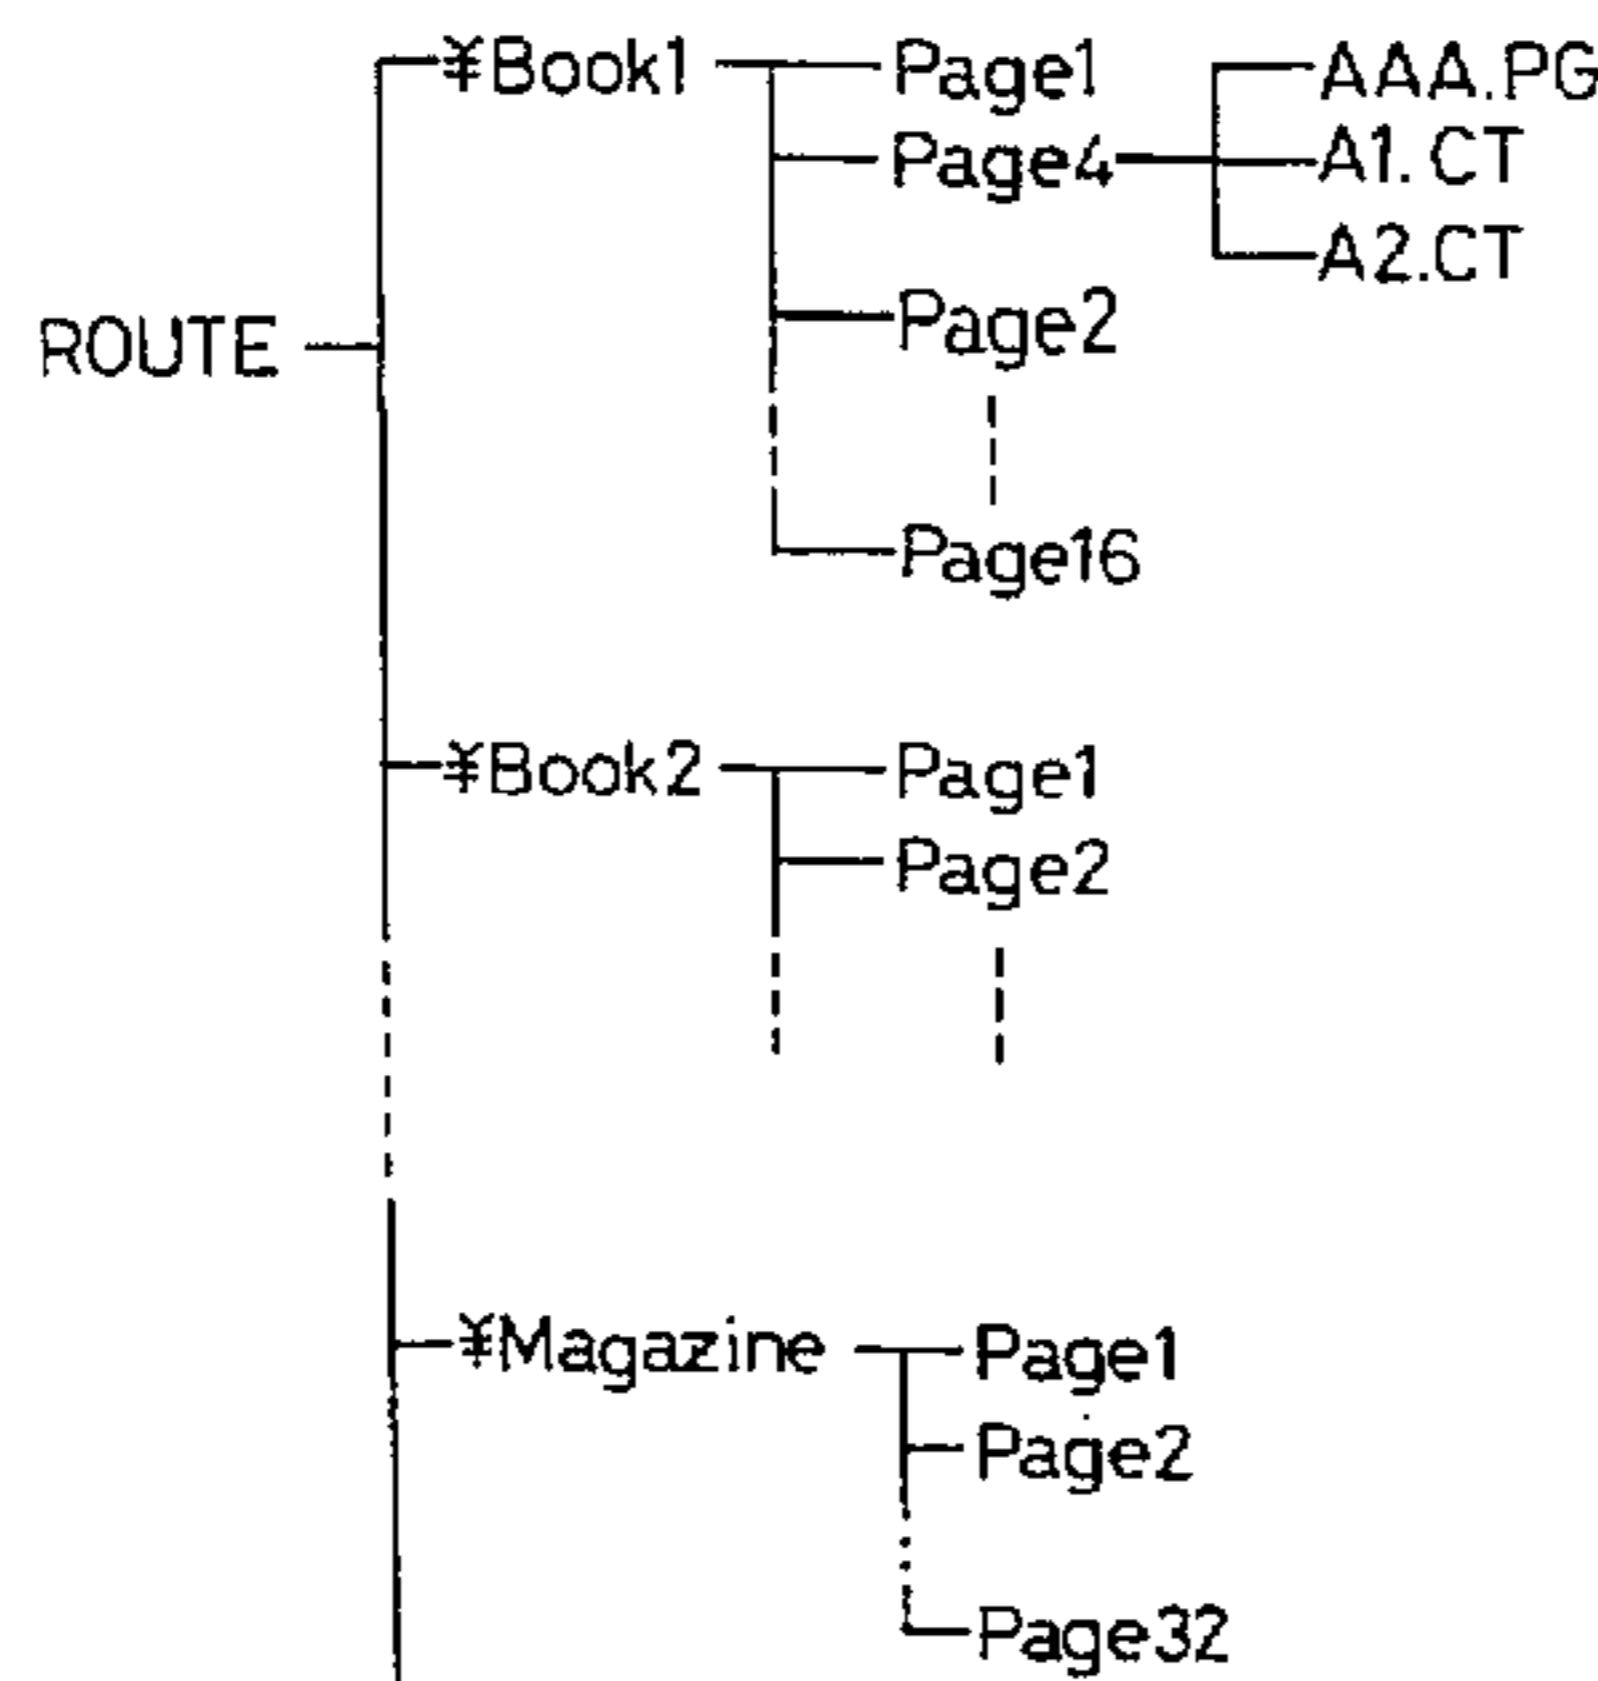 ¥Book1 Page1 AAA.PG
Page4 A1.CT
A2.CT
ROUTE Page2
Page16
¥Book2 Page1
Page2
¥Magazine Page1
Page2
Page32